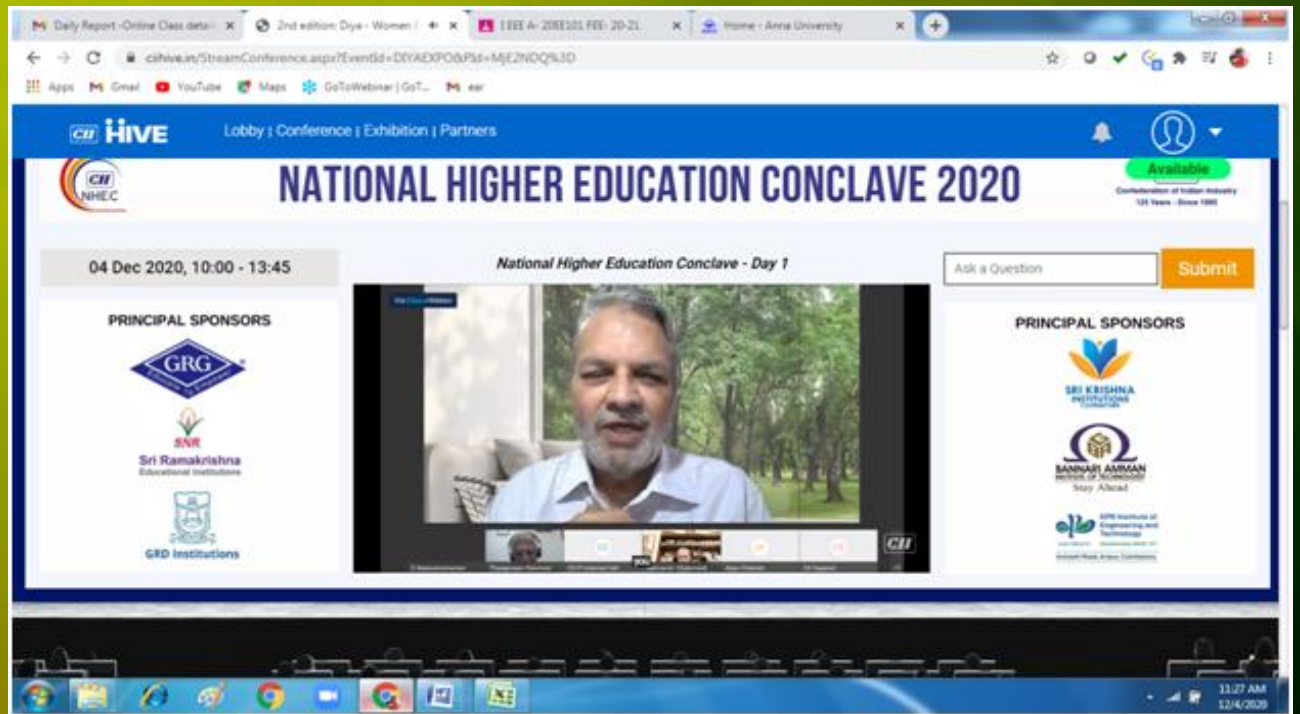 Daily Report -Online Class detai
2nd edition: Diya - Women
I EEE A- 20EE101 FEE- 20-21
Home - Anna University
ciihive.in/StreamConference.aspx?EventId=DIYAEXPO&PSd=MjE2NDQ%3D
Apps Gmail YouTube Maps GoToWebinar | GoT... ear
CII HIVE
Lobby | Conference | Exhibition | Partners
CII
NHEC
NATIONAL HIGHER EDUCATION CONCLAVE 2020
Available
Confederation of Indian Industry
125 Years - Since 1895
04 Dec 2020, 10:00 - 13:45
National Higher Education Conclave - Day 1
Ask a Question
Submit
PRINCIPAL SPONSORS
GRG
Educate To Empower
SNR
Sri Ramakrishna
Educational Institutions
GRD Institutions
CII
PRINCIPAL SPONSORS
SRI KRISHNA
INSTITUTIONS
BANNARI AMMAN
INSTITUTE OF TECHNOLOGY
Stay Ahead
KPR Institute of
Engineering and
Technology
11:27 AM
12/4/2020